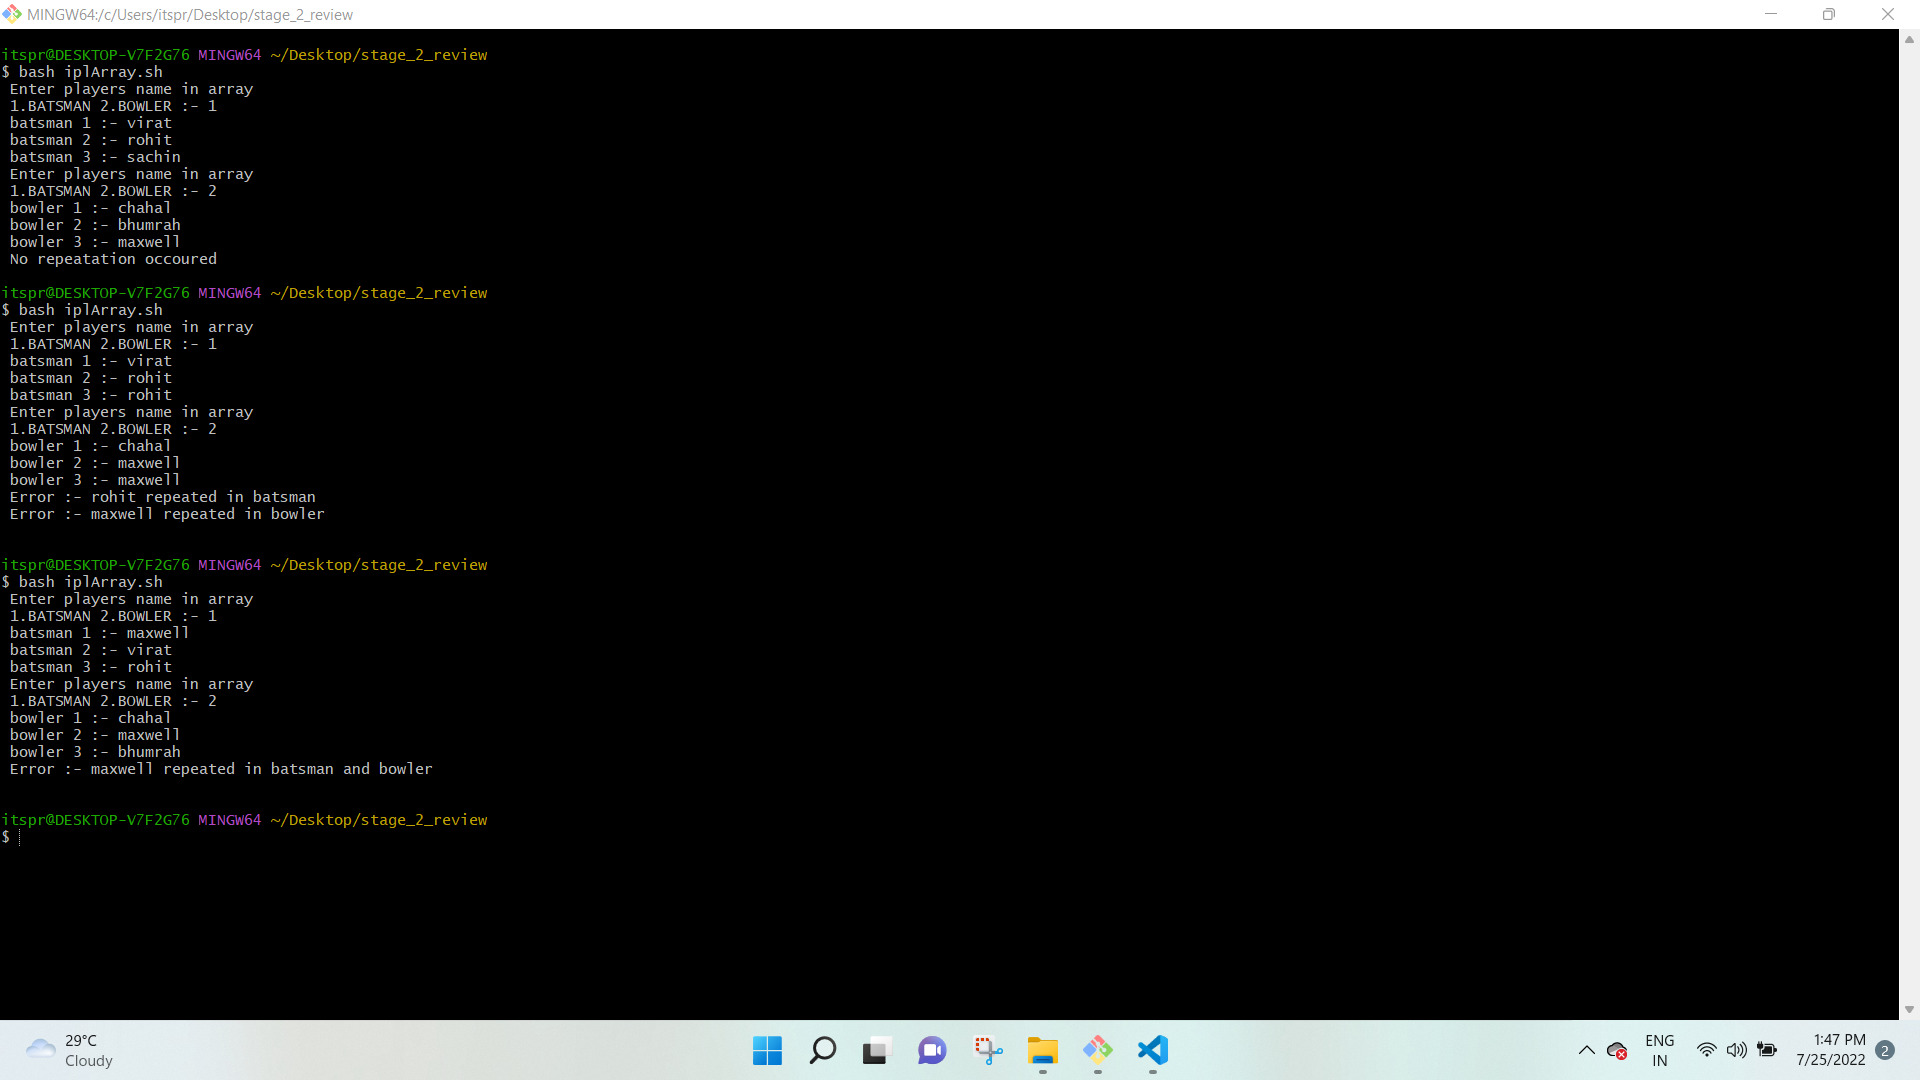 MINGW64:/c/Users/itspr/Desktop/stage_2_review
itspr@DESKTOP-V7F2G76 MINGW64 ~/Desktop/stage_2_review
$ bash iplArray.sh
Enter players name in array
1.BATSMAN 2.BOWLER :- 1
batsman 1 :- virat
batsman 2 :- rohit
batsman 3 :- sachin
Enter players name in array
1.BATSMAN 2.BOWLER :- 2
bowler 1 :- chahal
bowler 2 :- bhumrah
bowler 3 :- maxwell
No repeatation occoured
itspr@DESKTOP-V7F2G76 MINGW64 ~/Desktop/stage_2_review
$ bash iplArray.sh
Enter players name in array
1.BATSMAN 2.BOWLER :- 1
batsman 1 :- virat
batsman 2 :- rohit
batsman 3 :- rohit
Enter players name in array
1.BATSMAN 2.BOWLER :- 2
bowler 1 :- chahal
bowler 2 :- maxwell
bowler 3 :- maxwell
Error :- rohit repeated in batsman
Error :- maxwell repeated in bowler
itspr@DESKTOP-V7F2G76 MINGW64 ~/Desktop/stage_2_review
$ bash iplArray.sh
Enter players name in array
1.BATSMAN 2.BOWLER :- 1
batsman 1 :- maxwell
batsman 2 :- virat
batsman 3 :- rohit
Enter players name in array
1.BATSMAN 2.BOWLER :- 2
bowler 1 :- chahal
bowler 2 :- maxwell
bowler 3 :- bhumrah
Error :- maxwell repeated in batsman and bowler
itspr@DESKTOP-V7F2G76 MINGW64 ~/Desktop/stage_2_review
$
29°C
Cloudy
ENG
IN
1:47 PM
7/25/2022
2